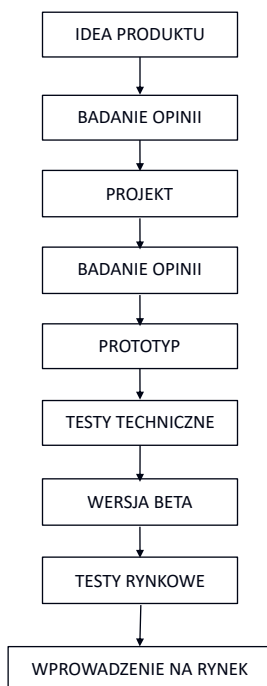 IDEA PRODUKTU
BADANIE OPINII
PROJEKT
BADANIE OPINII
PROTOTYP
TESTY TECHNICZNE
WERSJA BETA
TESTY RYNKOWE
WPROWADZENIE NA RYNEK